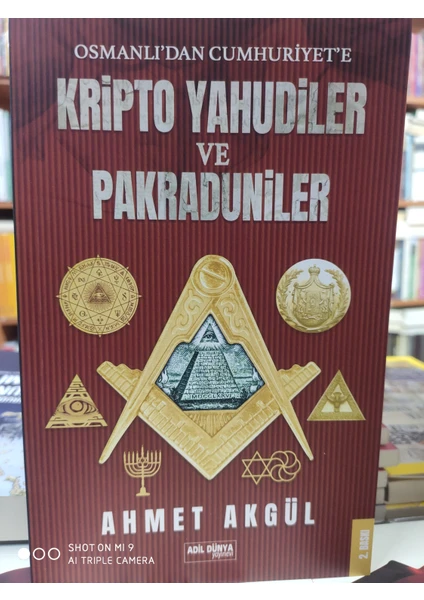 OSMANLI'DAN CUMHURİYET'E
KRİPTO YAHUDİLER
VE
PAKRADUNİLER
AHMET AKGÜL
ADİL DÜNYA
yayınevi
2. BASKI
SHOT ON MI 9
AI TRIPLE CAMERA